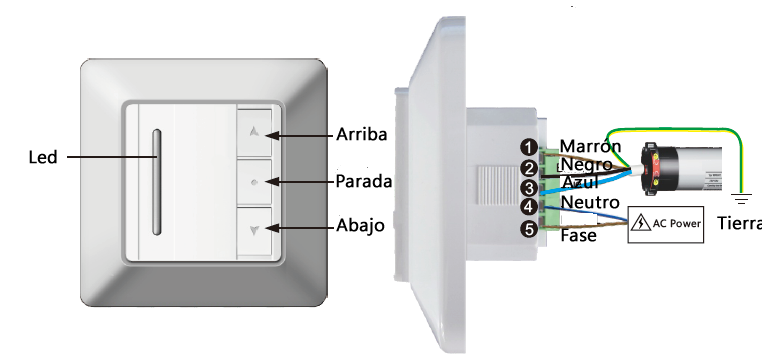 Led
Arriba
Parada
Abajo
1 Marrón
2 Negro
3 Azul
4 Neutro
5 Fase
AC Power
Tierra